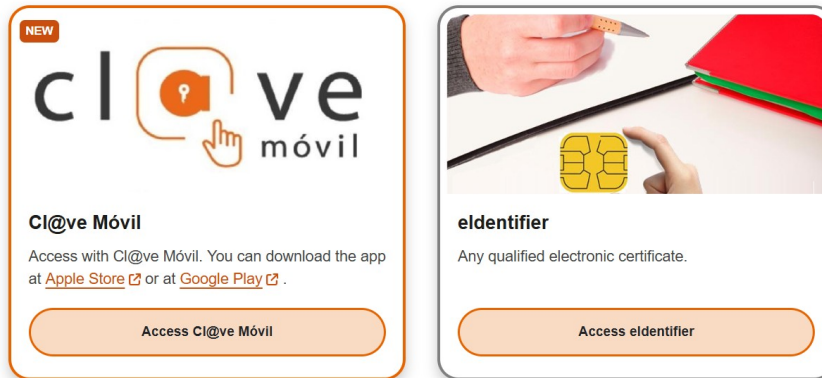 NEW
cl@ve
móvil
Cl@ve Móvil
Access with Cl@ve Móvil. You can download the app
at Apple Store or at Google Play .
Access Cl@ve Móvil
eIdentifier
Any qualified electronic certificate.
Access eIdentifier